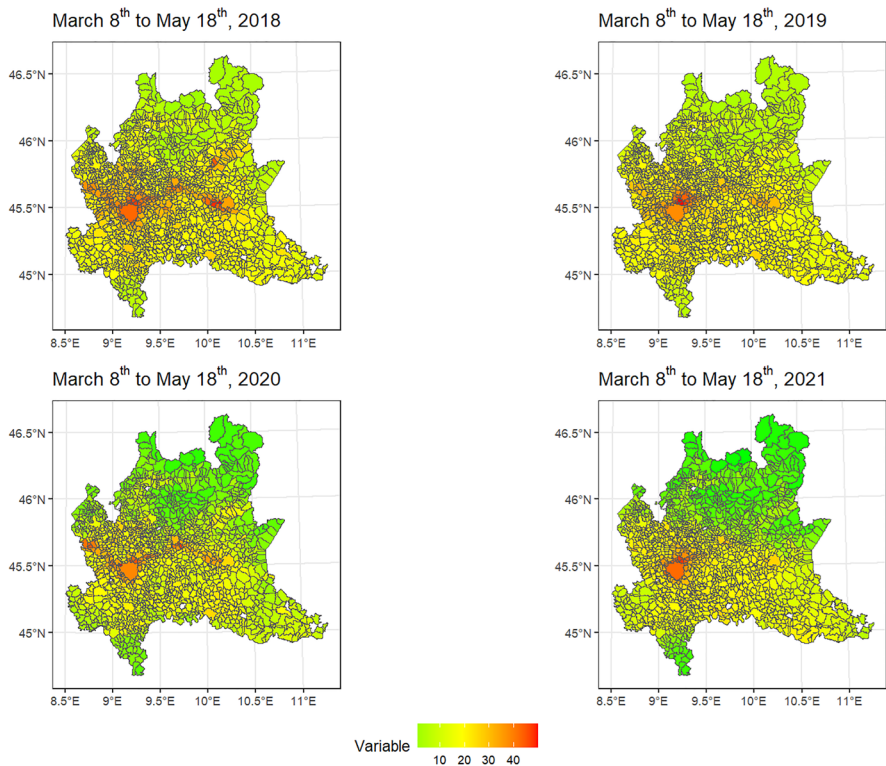 March 8th to May 18th, 2018
March 8th to May 18th, 2019
46.5°N
46°N
45.5°N
45°N
8.5°E 9°E 9.5°E 10°E 10.5°E 11°E
46.5°N
46°N
45.5°N
45°N
8.5°E 9°E 9.5°E 10°E 10.5°E 11°E
March 8th to May 18th, 2020
March 8th to May 18th, 2021
46.5°N
46°N
45.5°N
45°N
8.5°E 9°E 9.5°E 10°E 10.5°E 11°E
46.5°N
46°N
45.5°N
45°N
8.5°E 9°E 9.5°E 10°E 10.5°E 11°E
Variable
10 20 30 40